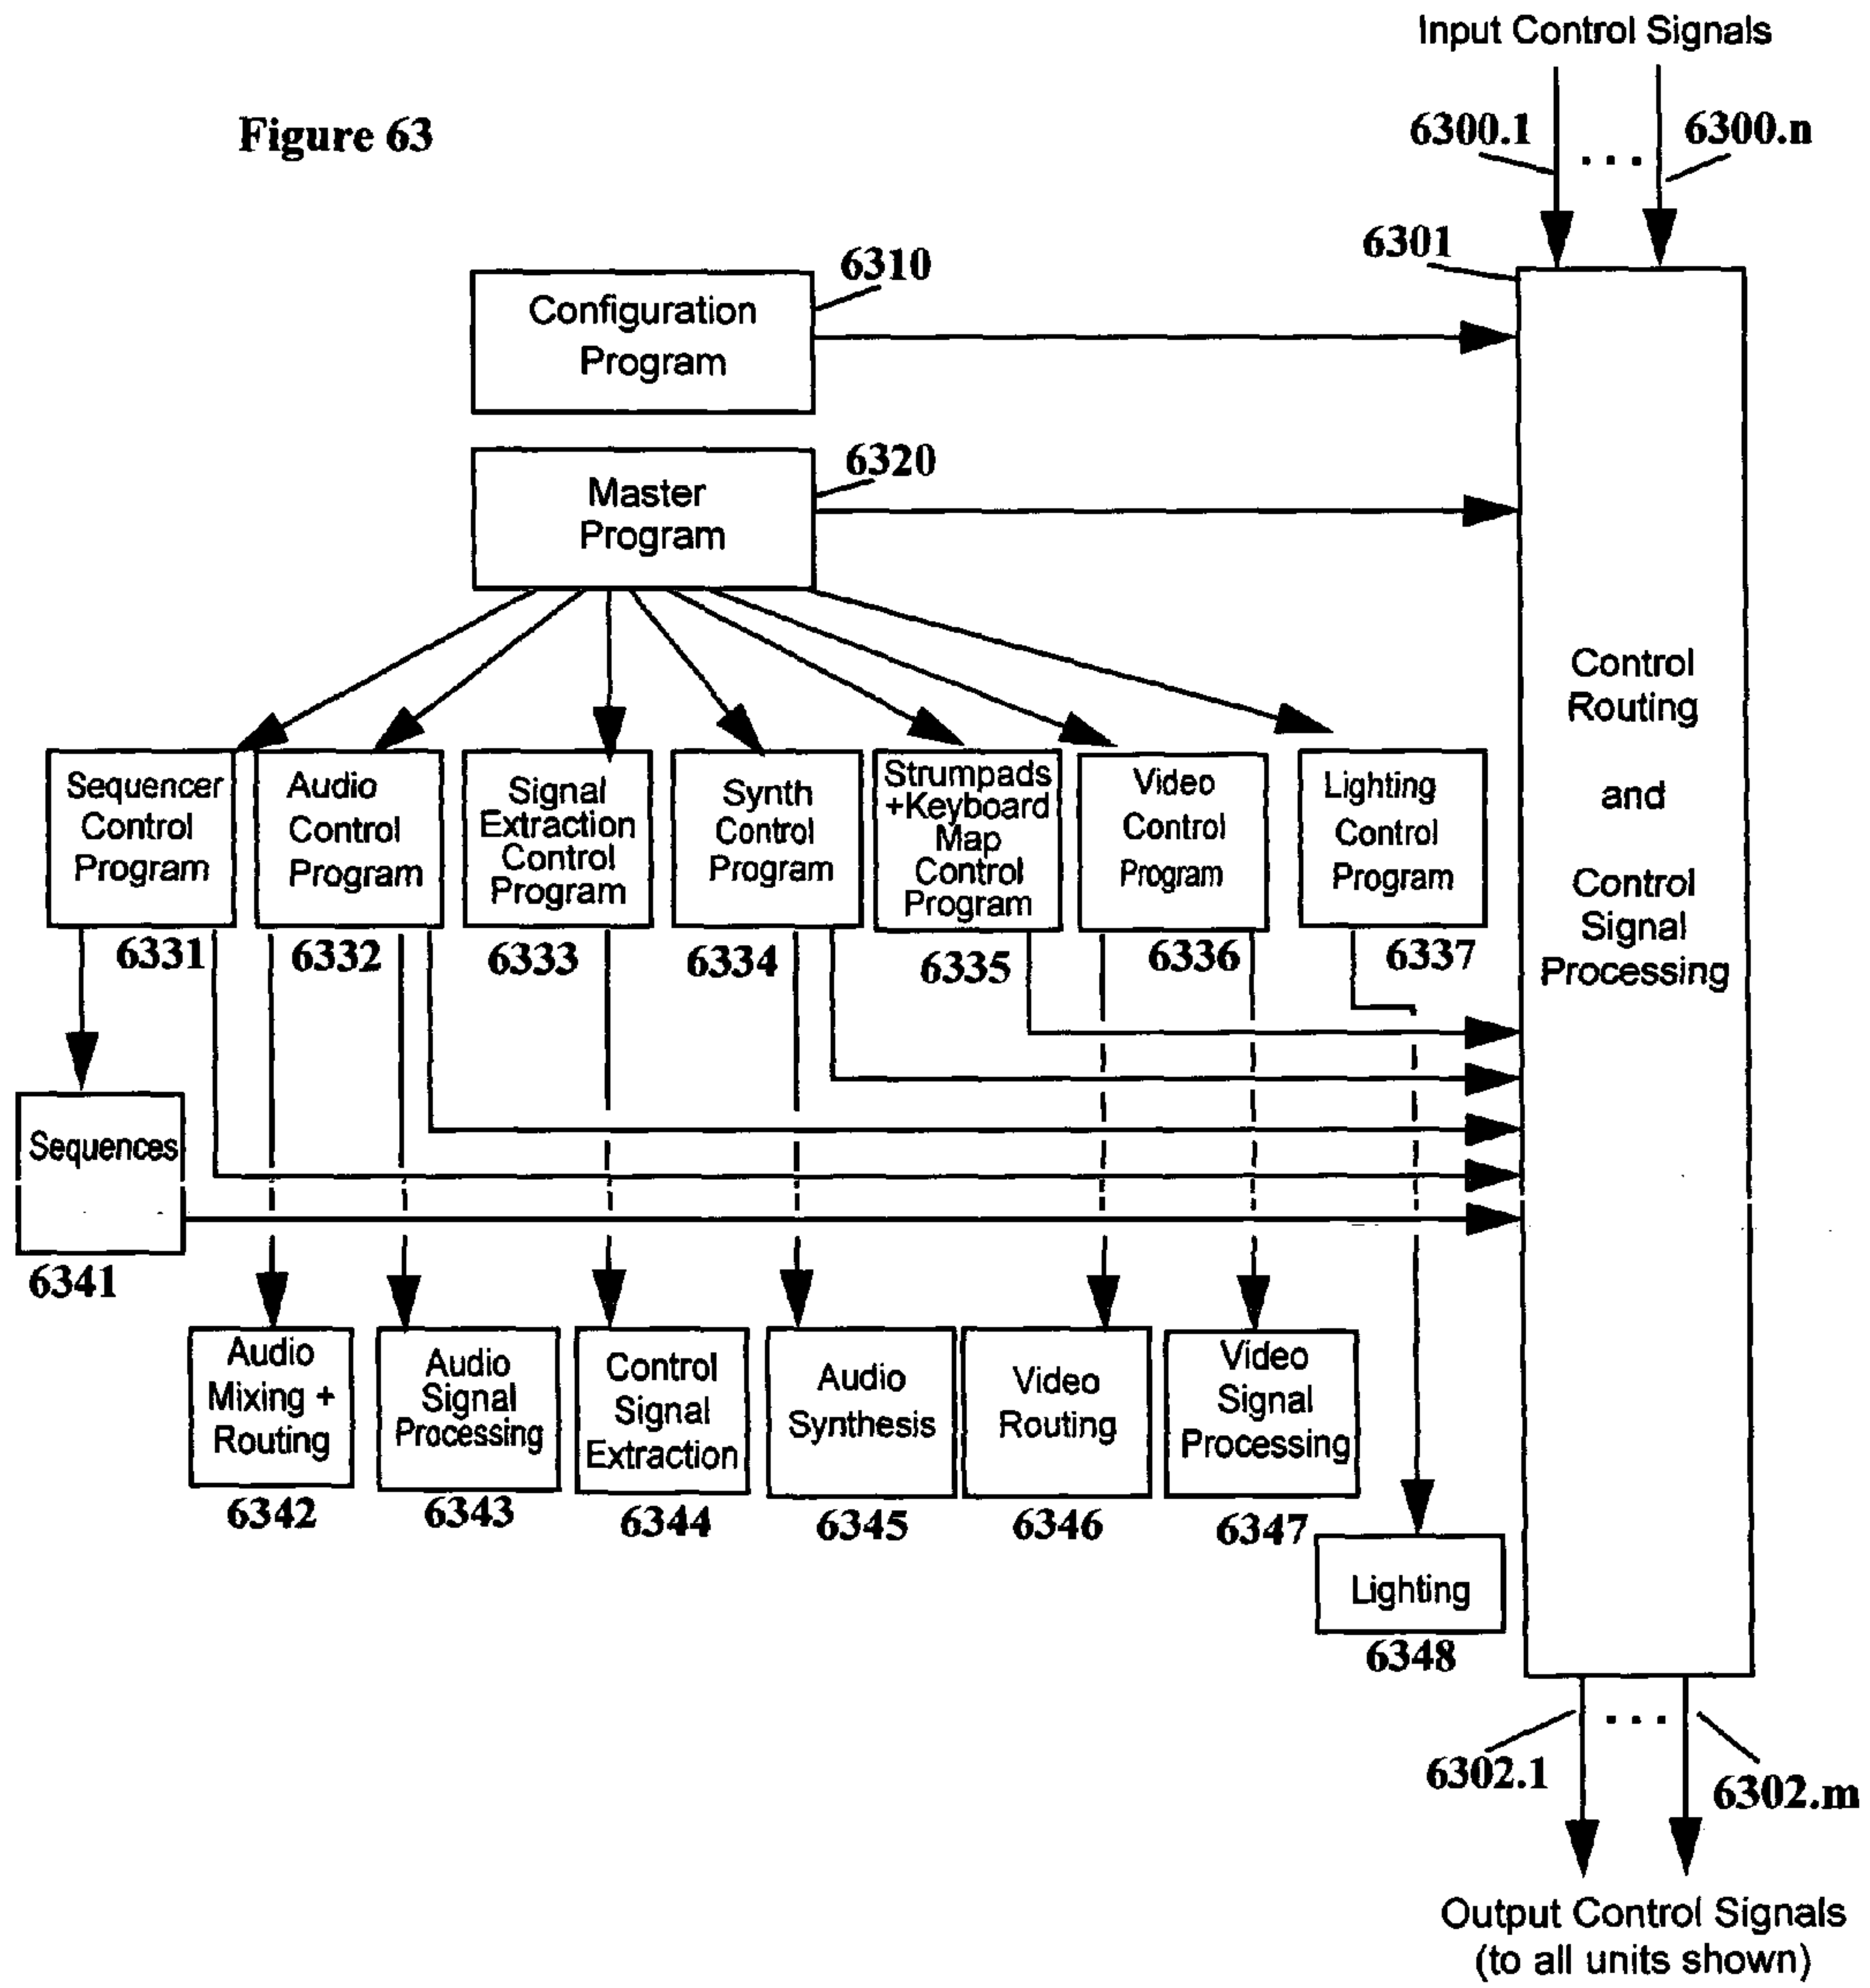 Input Control Signals
Figure 63
6300.1
...
6300.n
6301
6310
Configuration
Program
6320
Master
Program
Control
Routing
and
Control
Signal
Processing
Sequencer
Control
Program
Audio
Control
Program
Signal
Extraction
Control
Program
Synth
Control
Program
Strumpads
+Keyboard
Map
Control
Program
Video
Control
Program
Lighting
Control
Program
6331
6332
6333
6334
6335
6336
6337
Sequences
6341
Audio
Mixing +
Routing
Audio
Signal
Processing
Control
Signal
Extraction
Audio
Synthesis
Video
Routing
Video
Signal
Processing
6342
6343
6344
6345
6346
6347
Lighting
6348
6302.1
...
6302.m
Output Control Signals
(to all units shown)